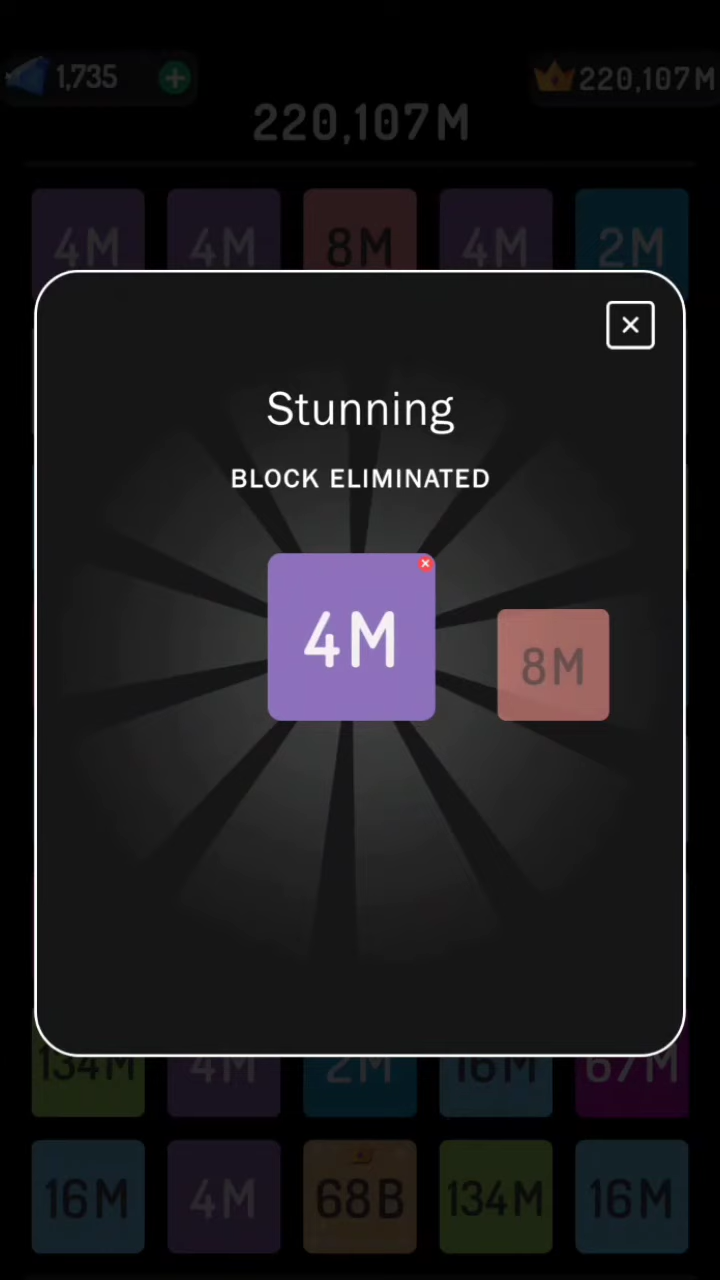 1,735
220,107M
220,107M
4M 4M 8M 4M 2M
Stunning
BLOCK ELIMINATED
4M
8M
134M 4M 2M 16M 67M
16M 4M 68B 134M 16M